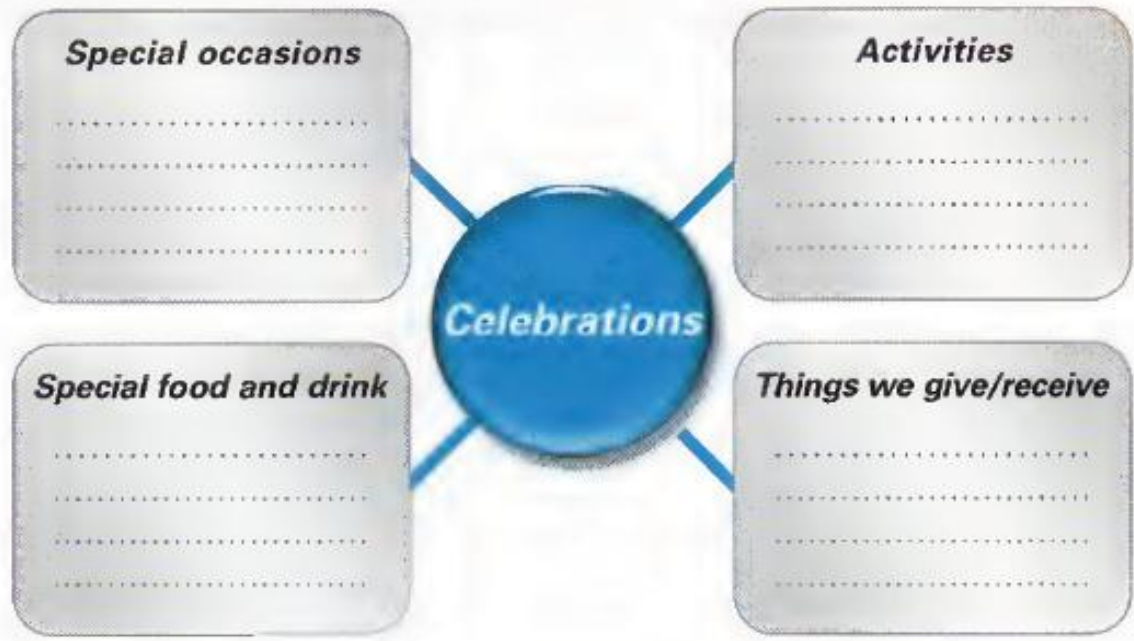 Special occasions
Activities
Celebrations
Special food and drink
Things we give/receive